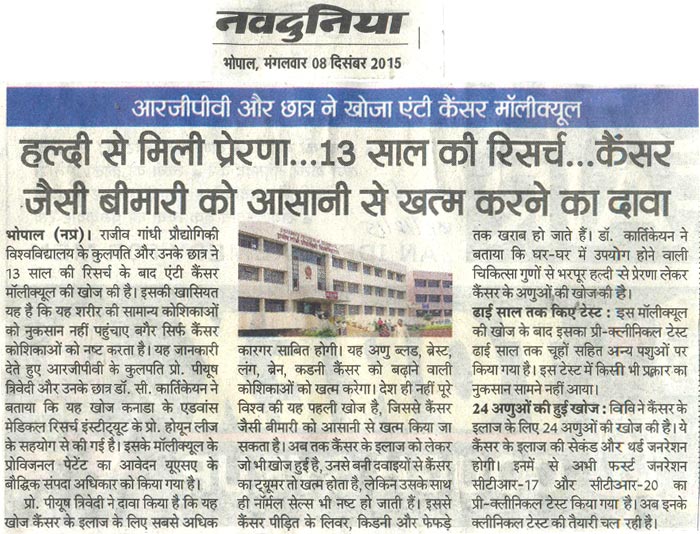 नवदुनिया
भोपाल, मंगलवार 08 दिसंबर 2015
आरजीपीवी और छात्र ने खोजा एंटी कैंसर मॉलीक्यूल
हल्दी से मिली प्रेरणा...13 साल की रिसर्च...कैंसर
जैसी बीमारी को आसानी से खत्म करने का दावा
भोपाल (नप्र)। राजीव गांधी प्रौद्योगिकी
विश्वविद्यालय के कुलपति और उनके छात्र ने
13 साल की रिसर्च के बाद एंटी कैंसर
मॉलीक्यूल की खोज की है। इसकी खासियत
यह है कि यह शरीर की सामान्य कोशिकाओं
को नुकसान नहीं पहुंचाए बगैर सिर्फ कैंसर
कोशिकाओं को नष्ट करता है। यह जानकारी
देते हुए आरजीपीवी के कुलपति प्रो. पीयूष
त्रिवेदी और उनके छात्र डॉ. सी. कार्तिकेयन ने
बताया कि यह खोज कनाडा के एडवांस
मेडिकल रिसर्च इंस्टीट्यूट के प्रो. होयून लीज
के सहयोग से की गई है। इसके मॉलीक्यूल के
प्रोविजनल पेटेंट का आवेदन यूएसए के
बौद्धिक संपदा अधिकार को किया गया है।
प्रो. पीयूष त्रिवेदी ने दावा किया है कि यह
खोज कैंसर के इलाज के लिए सबसे अधिक
कारगर साबित होगी। यह अणु ब्लड, ब्रेस्ट,
लंग, ब्रेन, कडनी कैंसर को बढ़ाने वाली
कोशिकाओं को खत्म करेगा। देश ही नहीं पूरे
विश्व की यह पहली खोज है, जिससे कैंसर
जैसी बीमारी को आसानी से खत्म किया जा
सकता है। अब तक कैंसर के इलाज को लेकर
जो भी खोज हुई है, उनसे बनी दवाइयों से कैंसर
का ट्यूमर तो खत्म होता है, लेकिन उसके साथ
ही नॉर्मल सेल्स भी नष्ट हो जाती हैं। इससे
कैंसर पीड़ित के लिवर, किडनी और फेफड़े
तक खराब हो जाते हैं। डॉ. कार्तिकेयन ने
बताया कि घर-घर में उपयोग होने वाली
चिकित्सा गुणों से भरपूर हल्दी से प्रेरणा लेकर
कैंसर के अणुओं की खोज की है।
ढाई साल तक किए टेस्ट : इस मॉलीक्यूल
की खोज के बाद इसका प्री-क्लीनिकल टेस्ट
ढाई साल तक चूहों सहित अन्य पशुओं पर
किया गया है। इस टेस्ट में किसी भी प्रकार का
नुकसान सामने नहीं आया।
24 अणुओं की हुई खोज : विवि ने कैंसर के
इलाज के लिए 24 अणुओं की खोज की है। ये
कैंसर के इलाज की सेकंड और थर्ड जनरेशन
होगी। इनमें से अभी फर्स्ट जनरेशन
सीटीआर-17 और सीटीआर-20 का
प्री-क्लीनिकल टेस्ट किया गया है। अब इनके
क्लीनिकल टेस्ट की तैयारी चल रही है।